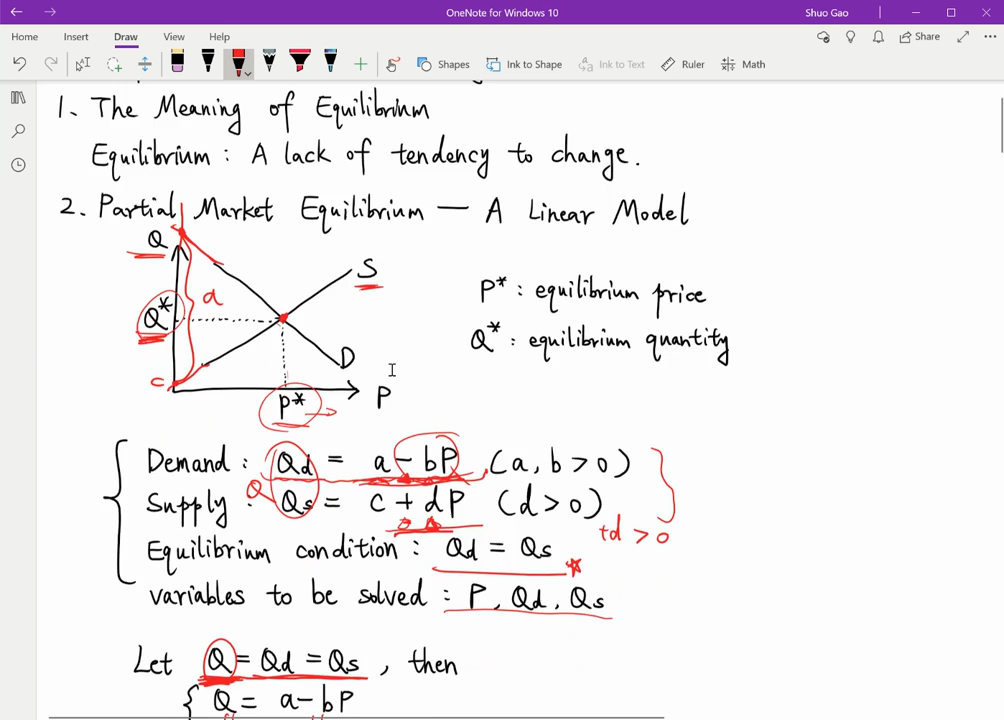 OneNote for Windows 10
Shuo Gao
Home Insert Draw View Help
Share
Shapes Ink to Shape Ink to Text Ruler Math
1. The Meaning of Equilibrium
Equilibrium : A lack of tendency to change.
2. Partial Market Equilibrium — A Linear Model
Q
S
a
Q*
D
c
P
P*
P* : equilibrium price
Q* : equilibrium quantity
Demand : Qd = a - bP , (a, b > 0)
Supply : Q Qs = c + dP (d > 0)
+d > 0
Equilibrium condition : Qd = Qs
variables to be solved : P, Qd, Qs
Let Q = Qd = Qs , then
{ Q = a - bP